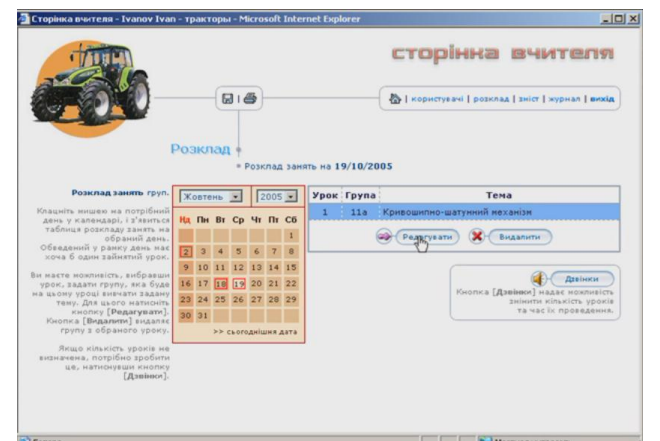 Сторінка вчителя - Ivanov Ivan - тракторы - Microsoft Internet Explorer
сторінка вчителя
| користувачі | розклад | зміст | журнал | вихід
Розклад
Розклад занять на 19/10/2005
Розклад занять груп.
Клацніть мишею на потрібний
день у календарі, і з'явиться
таблиця розкладу занять на
обраний день.
Обведений у рамку день має
хоча б один зайнятий урок.
Ви маєте можливість, вибравши
урок, задати групу, яка буде
на цьому уроці вивчати задану
тему. Для цього натисніть
кнопку [Редагувати].
Кнопка [Видалити] видаляє
групу з обраного уроку.
Якщо кількість уроків не
визначена, потрібно зробити
це, натиснувши кнопку
[Дзвінки].
Жовтень 2005
Нд Пн Вт Ср Чт Пт Сб
1
2 3 4 5 6 7 8
9 10 11 12 13 14 15
16 17 18 19 20 21 22
23 24 25 26 27 28 29
30 31
>> сьогоднішня дата
Урок Група Тема
1 11а Кривошипно-шатунний механізм
Редагувати Видалити
Дзвінки
Кнопка [Дзвінки] надає можливість
змінити кількість уроків
та час їх проведення.